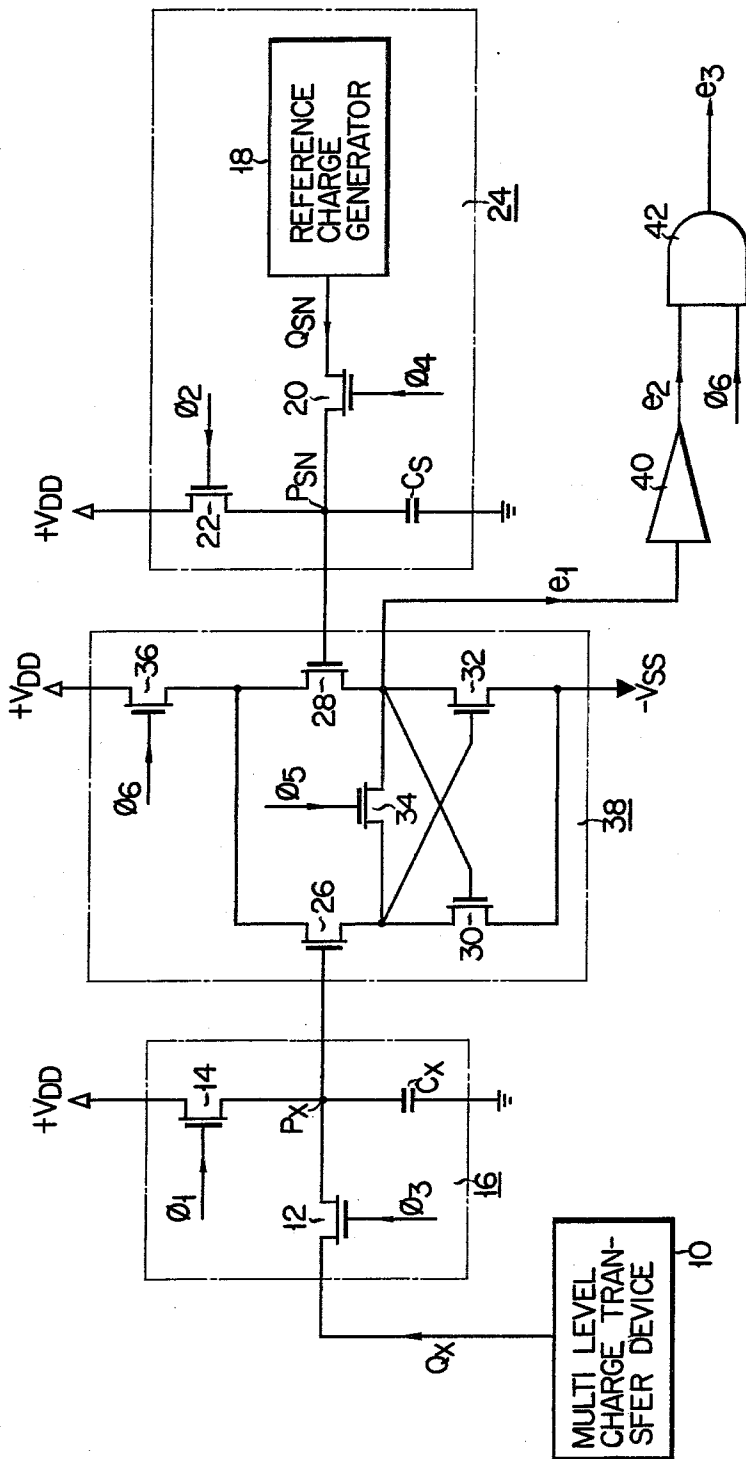 +VDD
Ø1
14
PX
CX
12
Ø3
16
QX
MULTI LEVEL
CHARGE TRAN-
SFER DEVICE
10
+VDD
36
Ø6
26
28
Ø5
34
30
32
-VSS
38
+VDD
Ø2
22
PSN
CS
20
Ø4
QSN
18
REFERENCE
CHARGE
GENERATOR
24
e1
40
e2
Ø6
42
e3